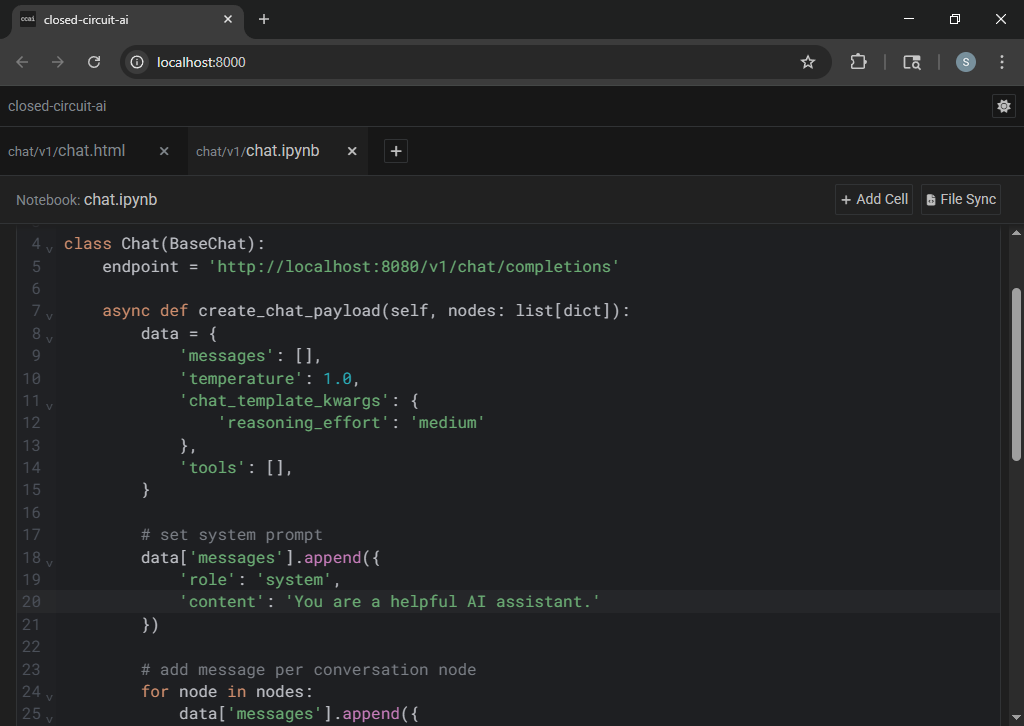 ccai closed-circuit-ai
localhost:8000
S
closed-circuit-ai
chat/v1/chat.html chat/v1/chat.ipynb
Notebook: chat.ipynb + Add Cell File Sync
4 class Chat(BaseChat):
5 endpoint = 'http://localhost:8080/v1/chat/completions'
6
7 async def create_chat_payload(self, nodes: list[dict]):
8 data = {
9 'messages': [],
10 'temperature': 1.0,
11 'chat_template_kwargs': {
12 'reasoning_effort': 'medium'
13 },
14 'tools': [],
15 }
16
17 # set system prompt
18 data['messages'].append({
19 'role': 'system',
20 'content': 'You are a helpful AI assistant.'
21 })
22
23 # add message per conversation node
24 for node in nodes:
25 data['messages'].append({